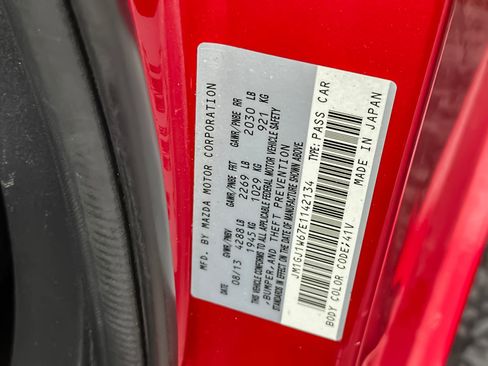 MFD. BY MAZDA MOTOR CORPORATION
DATE GVWR/PNBV GAWR/PNBE FRT GAWR/PNBE RR
08/13 4288 LB 2269 LB 2030 LB
1945 KG 1029 KG 921 KG
THIS VEHICLE CONFORMS TO ALL APPLICABLE FEDERAL MOTOR VEHICLE SAFETY
, BUMPER, AND THEFT PREVENTION
STANDARDS IN EFFECT ON THE DATE OF MANUFACTURE SHOWN ABOVE.
JM1GJ1W67E1142134 TYPE: PASS CAR
BODY COLOR CODE:41V MADE IN JAPAN